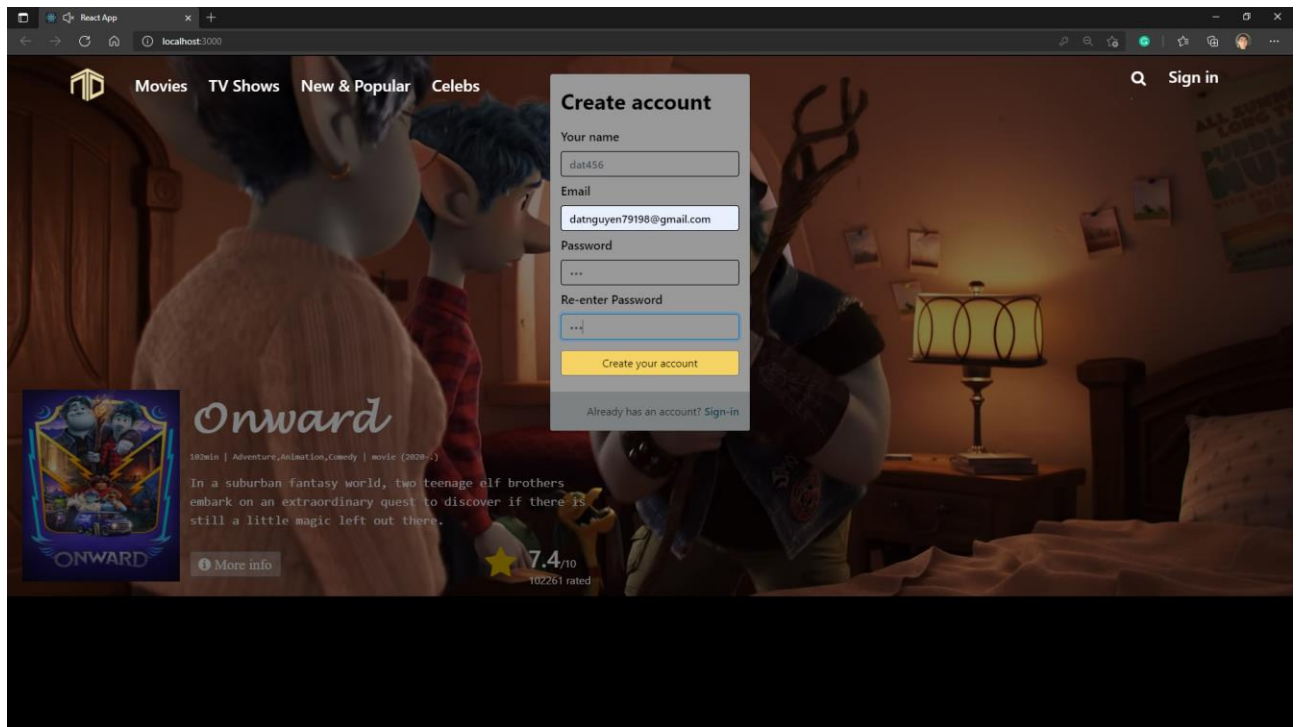 React App
localhost:3000
Movies TV Shows New & Popular Celebs
Sign in
Create account
Your name
dat456
Email
datnguyen79198@gmail.com
Password
•••
Re-enter Password
•••
Create your account
Already has an account? Sign-in
Onward
102min | Adventure,Animation,Comedy | movie (2020-.)
In a suburban fantasy world, two teenage elf brothers
embark on an extraordinary quest to discover if there is
still a little magic left out there.
More info
7.4/10
102261 rated
ONWARD